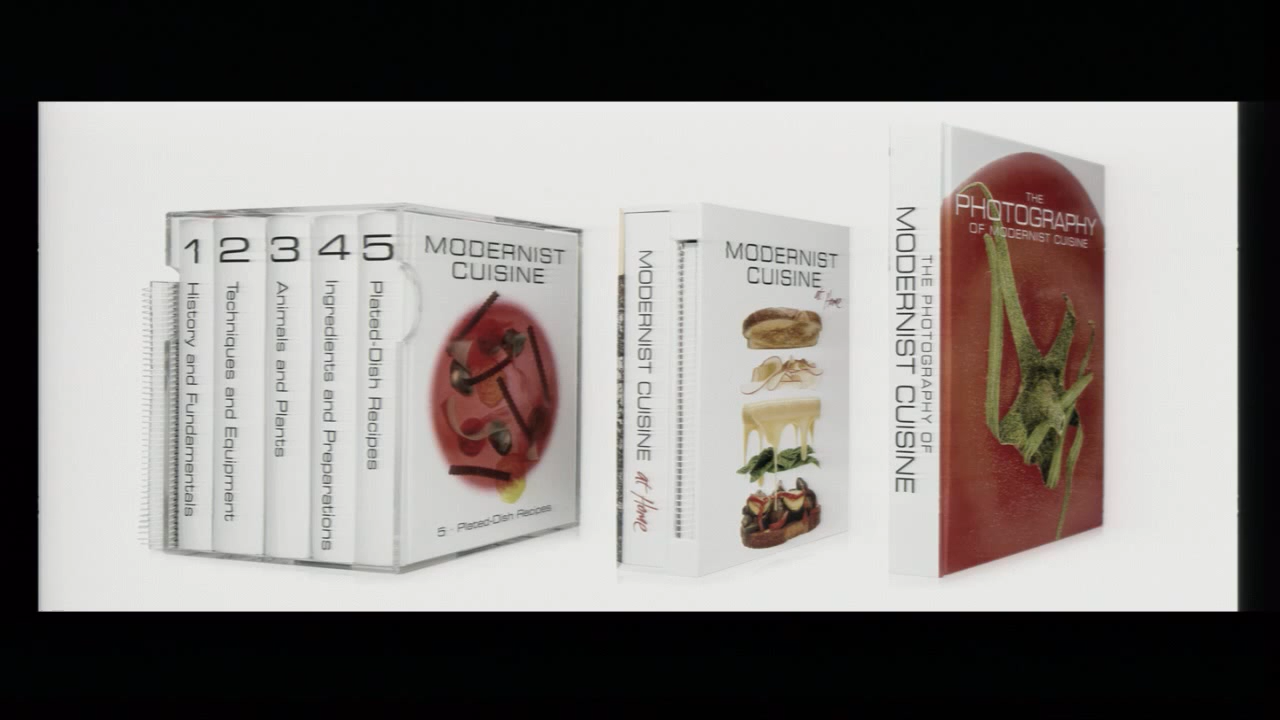 1 History and Fundamentals
2 Techniques and Equipment
3 Animals and Plants
4 Ingredients and Preparations
5 Plated-Dish Recipes
MODERNIST
CUISINE
5 · Plated-Dish Recipes
MODERNIST CUISINE at Home
MODERNIST
CUISINE
at Home
THE PHOTOGRAPHY OF
MODERNIST CUISINE
THE
PHOTOGRAPHY
OF MODERNIST CUISINE